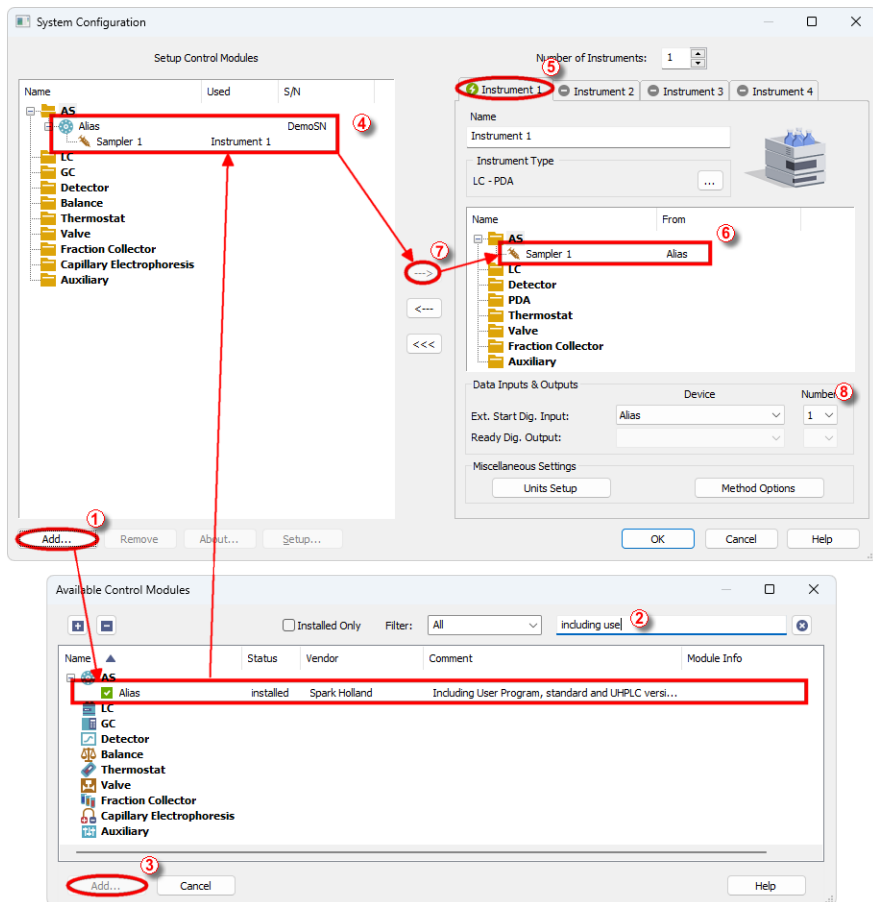 System Configuration
Setup Control Modules
Number of Instruments: 1
Name Used S/N
AS
Alias DemoSN
Sampler 1 Instrument 1
LC
GC
Detector
Balance
Thermostat
Valve
Fraction Collector
Capillary Electrophoresis
Auxiliary
4
7
--->
<---
<<<
5
Instrument 1 Instrument 2 Instrument 3 Instrument 4
Name
Instrument 1
Instrument Type
LC - PDA ...
Name From
6
AS
Sampler 1 Alias
LC
Detector
PDA
Thermostat
Valve
Fraction Collector
Auxiliary
Data Inputs & Outputs
Device Number
8
Ext. Start Dig. Input: Alias 1
Ready Dig. Output:
Miscellaneous Settings
Units Setup Method Options
1
Add... Remove About... Setup...
OK Cancel Help
Available Control Modules
Installed Only Filter: All including use 2
Name Status Vendor Comment Module Info
AS
Alias installed Spark Holland Including User Program, standard and UHPLC versi...
LC
GC
Detector
Balance
Thermostat
Valve
Fraction Collector
Capillary Electrophoresis
Auxiliary
3
Add... Cancel Help